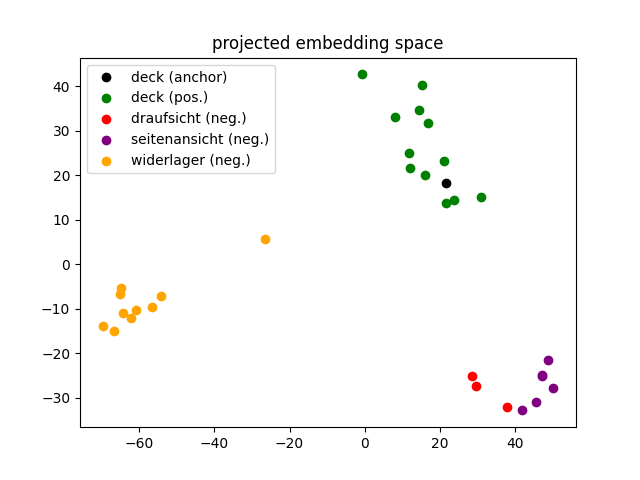 projected embedding space
deck (anchor)
deck (pos.)
draufsicht (neg.)
seitenansicht (neg.)
widerlager (neg.)
40
30
20
10
0
−10
−20
−30
−60
−40
−20
0
20
40